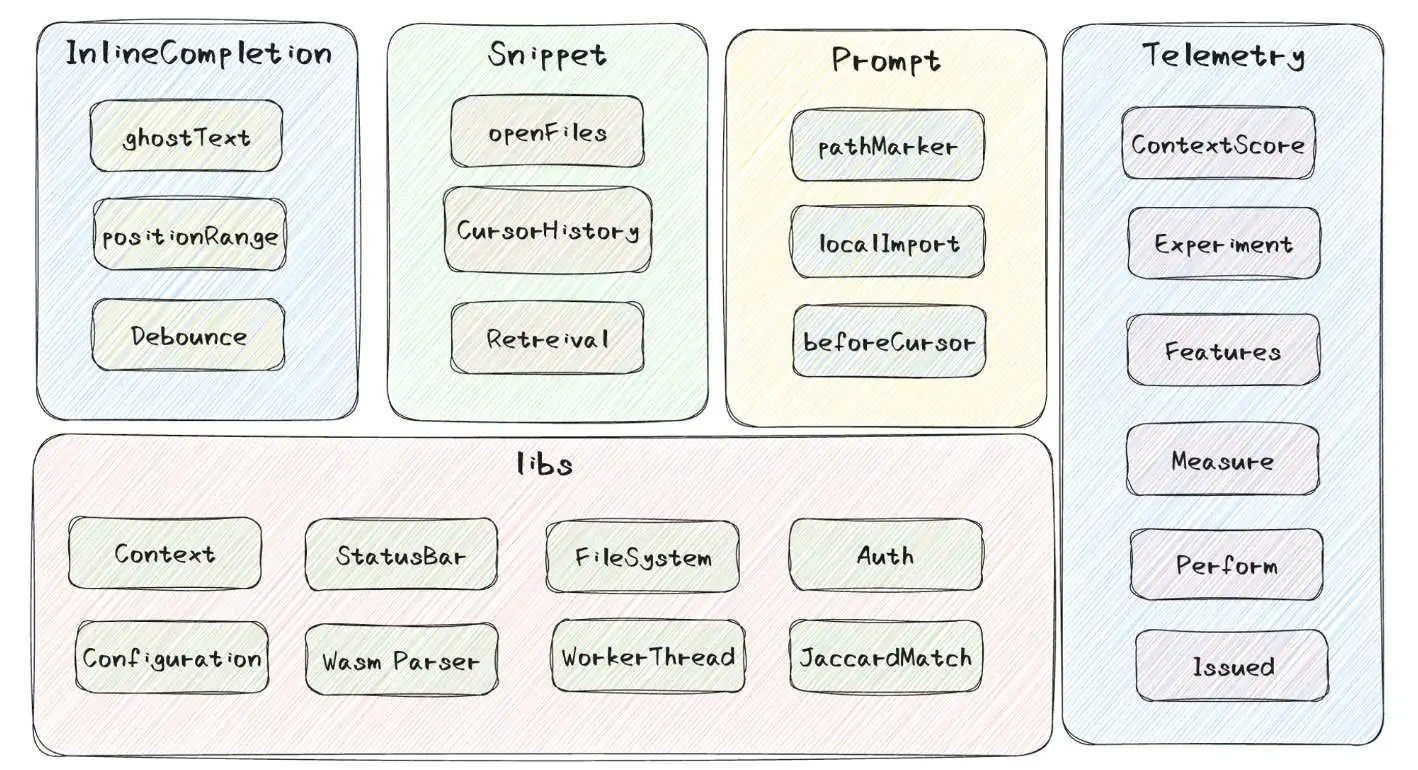 InlineCompletion
ghostText
positionRange
Debounce
Snippet
openFiles
CursorHistory
Retreival
Prompt
pathMarker
localImport
beforeCursor
Telemetry
ContextScore
Experiment
Features
Measure
Perform
Issued
libs
Context
StatusBar
FileSystem
Auth
Configuration
Wasm Parser
WorkerThread
JaccardMatch